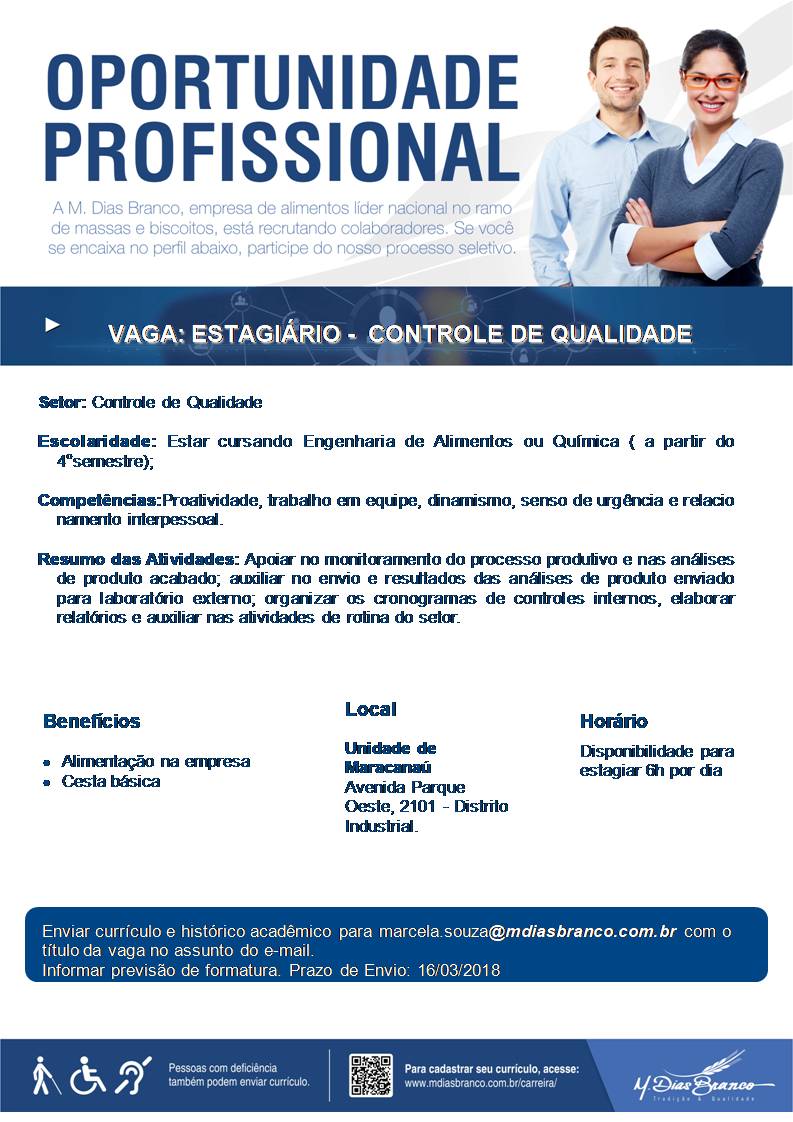 OPORTUNIDADE
PROFISSIONAL
A M. Dias Branco, empresa de alimentos líder nacional no ramo
de massas e biscoitos, está recrutando colaboradores. Se você
se encaixa no perfil abaixo, participe do nosso processo seletivo.
VAGA: ESTAGIÁRIO - CONTROLE DE QUALIDADE
Setor: Controle de Qualidade
Escolaridade: Estar cursando Engenharia de Alimentos ou Química ( a partir do
4ºsemestre);
Competências:Proatividade, trabalho em equipe, dinamismo, senso de urgência e relacio
namento interpessoal.
Resumo das Atividades: Apoiar no monitoramento do processo produtivo e nas análises
de produto acabado; auxiliar no envio e resultados das análises de produto enviado
para laboratório externo; organizar os cronogramas de controles internos, elaborar
relatórios e auxiliar nas atividades de rotina do setor.
Benefícios
• Alimentação na empresa
• Cesta básica
Local
Unidade de
Maracanaú
Avenida Parque
Oeste, 2101 - Distrito
Industrial.
Horário
Disponibilidade para
estagiar 6h por dia
Enviar currículo e histórico acadêmico para marcela.souza@mdiasbranco.com.br com o
título da vaga no assunto do e-mail.
Informar previsão de formatura. Prazo de Envio: 16/03/2018
Pessoas com deficiência
também podem enviar currículo.
Para cadastrar seu currículo, acesse:
www.mdiasbranco.com.br/carreira/
M. Dias Branco
Tradição & Qualidade